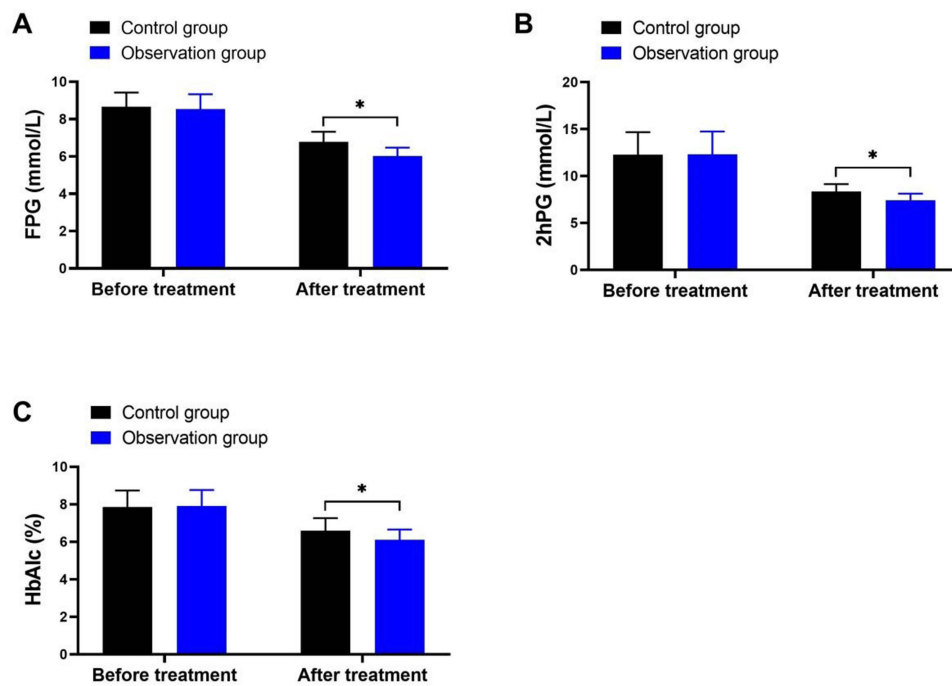 A
Control group
Observation group
FPG (mmol/L)
10
8
6
4
2
0
*
Before treatment
After treatment
B
Control group
Observation group
2hPG (mmol/L)
20
15
10
5
0
*
Before treatment
After treatment
C
Control group
Observation group
HbAlc (%)
10
8
6
4
2
0
*
Before treatment
After treatment